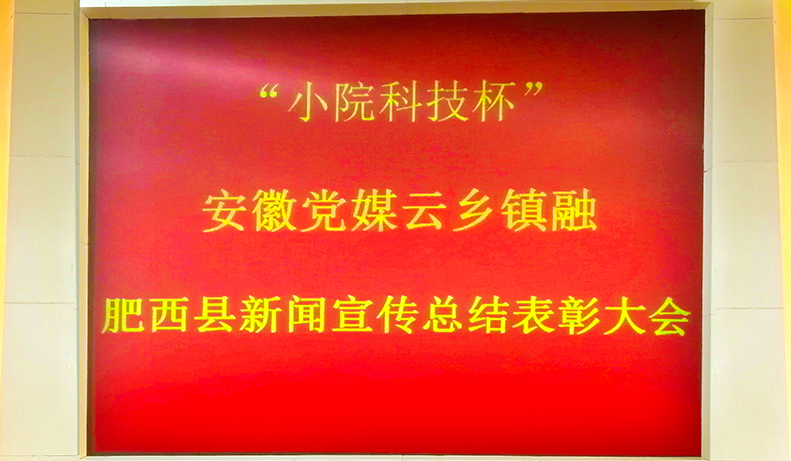 “小院科技杯”
安徽党媒云乡镇融
肥西县新闻宣传总结表彰大会